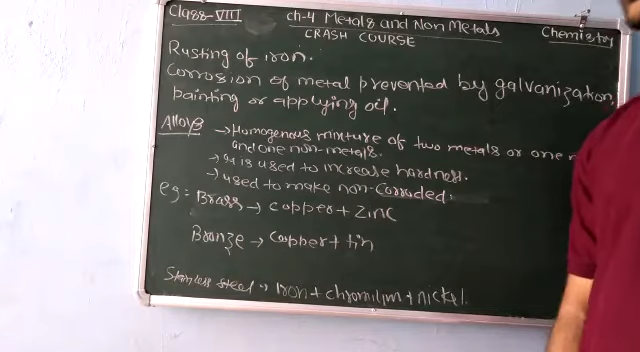 Class-VIII
ch-4 Metals and Non Metals
Chemistry
CRASH COURSE
Rusting of iron.
Corrosion of metal prevented by galvanization,
painting or applying oil.
Alloys → Homogenous mixture of two metals or one
and one non-metals.
→ It is used to increase hardness.
→ used to make non-Corroded.
eg:- Brass → Copper + Zinc
Bronze → Copper + tin
Stainless steel → Iron + chromium + nickel.